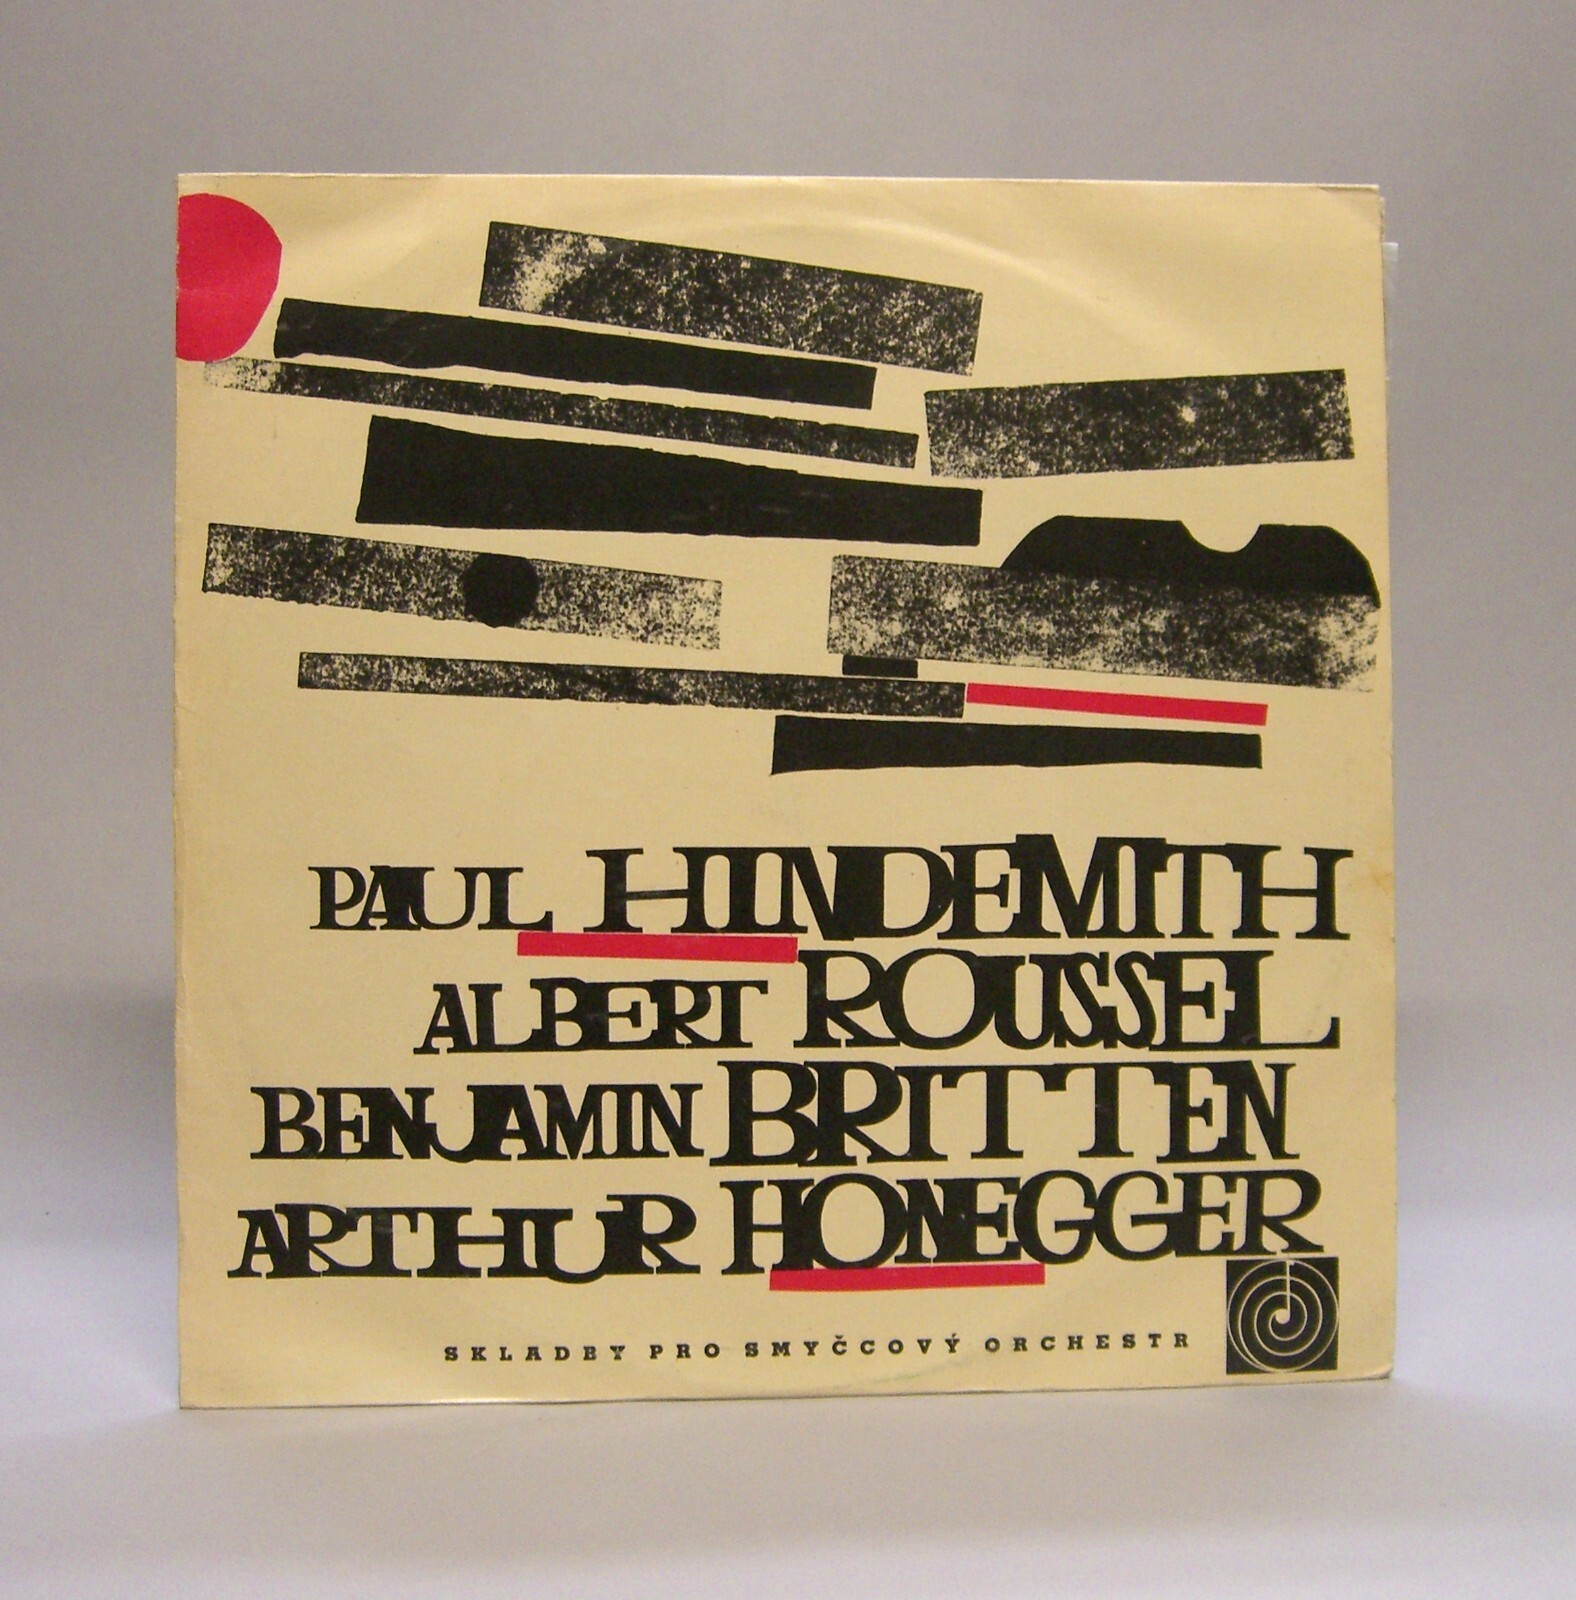 PAUL HINDEMITH
ALBERT ROUSSEL
BENJAMIN BRITTEN
ARTHUR HONEGGER
SKLADBY PRO SMYČCOVÝ ORCHESTR